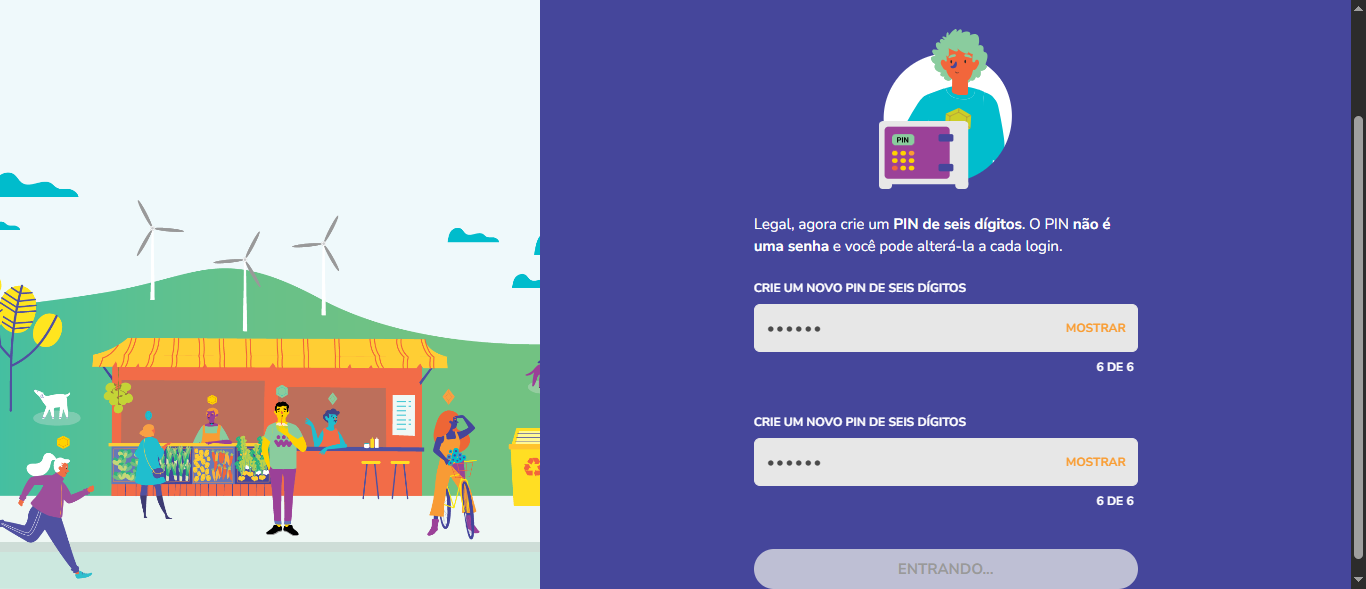 PIN
Legal, agora crie um PIN de seis dígitos. O PIN não é
uma senha e você pode alterá-la a cada login.
CRIE UM NOVO PIN DE SEIS DÍGITOS
●●●●●● MOSTRAR
6 DE 6
CRIE UM NOVO PIN DE SEIS DÍGITOS
●●●●●● MOSTRAR
6 DE 6
ENTRANDO...